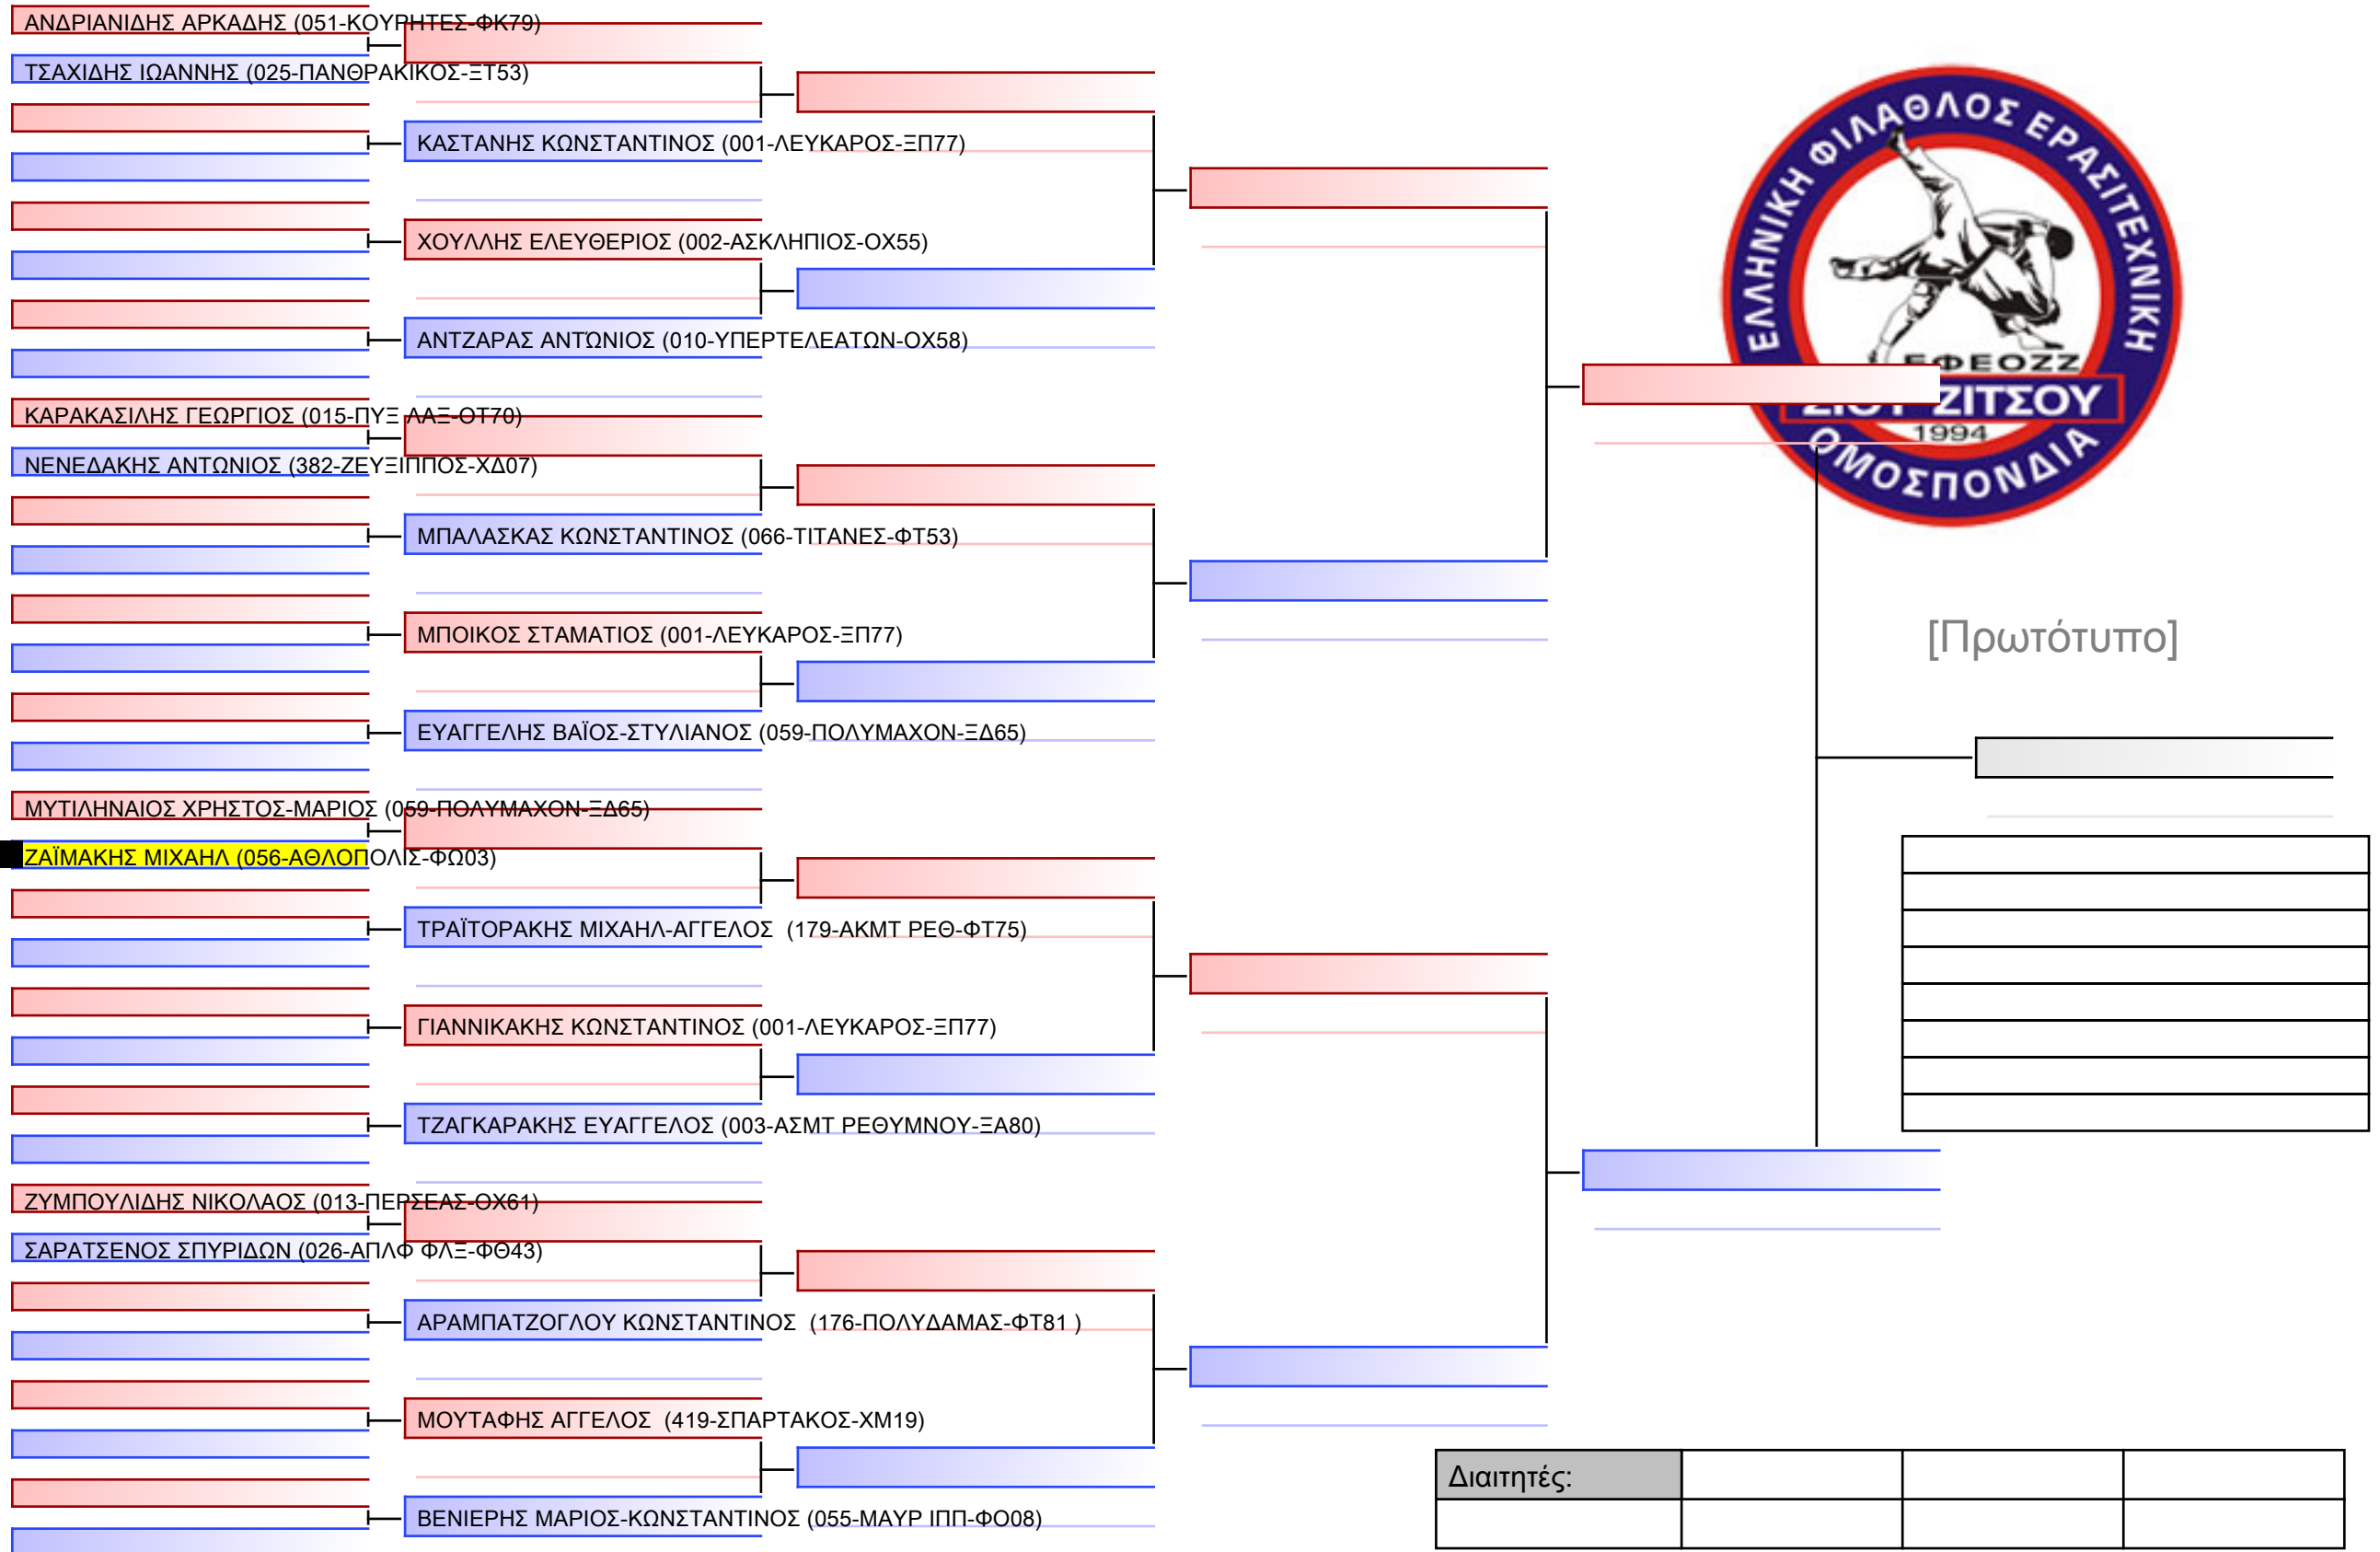 ΑΝΔΡΙΑΝΙΔΗΣ ΑΡΚΑΔΗΣ (051-ΚΟΥΡΗΤΕΣ-ΦΚ79)
ΤΣΑΧΙΔΗΣ ΙΩΑΝΝΗΣ (025-ΠΑΝΘΡΑΚΙΚΟΣ-ΞΤ53)
ΚΑΣΤΑΝΗΣ ΚΩΝΣΤΑΝΤΙΝΟΣ (001-ΛΕΥΚΑΡΟΣ-ΞΠ77)
ΧΟΥΛΛΗΣ ΕΛΕΥΘΕΡΙΟΣ (002-ΑΣΚΛΗΠΙΟΣ-ΟΧ55)
ΑΝΤΖΑΡΑΣ ΑΝΤΏΝΙΟΣ (010-ΥΠΕΡΤΕΛΕΑΤΩΝ-ΟΧ58)
ΚΑΡΑΚΑΣΙΛΗΣ ΓΕΩΡΓΙΟΣ (015-ΠΥΞ ΛΑΞ-ΟΤ70)
ΝΕΝΕΔΑΚΗΣ ΑΝΤΩΝΙΟΣ (382-ΖΕΥΞΙΠΠΟΣ-ΧΔ07)
ΜΠΑΛΑΣΚΑΣ ΚΩΝΣΤΑΝΤΙΝΟΣ (066-ΤΙΤΑΝΕΣ-ΦΤ53)
ΜΠΟΙΚΟΣ ΣΤΑΜΑΤΙΟΣ (001-ΛΕΥΚΑΡΟΣ-ΞΠ77)
ΕΥΑΓΓΕΛΗΣ ΒΑΪΟΣ-ΣΤΥΛΙΑΝΟΣ (059-ΠΟΛΥΜΑΧΟΝ-ΞΔ65)
ΜΥΤΙΛΗΝΑΙΟΣ ΧΡΗΣΤΟΣ-ΜΑΡΙΟΣ (059-ΠΟΛΥΜΑΧΟΝ-ΞΔ65)
ΖΑΪΜΑΚΗΣ ΜΙΧΑΗΛ (056-ΑΘΛΟΠΟΛΙΣ-ΦΩ03)
ΤΡΑΪΤΟΡΑΚΗΣ ΜΙΧΑΗΛ-ΑΓΓΕΛΟΣ (179-ΑΚΜΤ ΡΕΘ-ΦΤ75)
ΓΙΑΝΝΙΚΑΚΗΣ ΚΩΝΣΤΑΝΤΙΝΟΣ (001-ΛΕΥΚΑΡΟΣ-ΞΠ77)
ΤΖΑΓΚΑΡΑΚΗΣ ΕΥΑΓΓΕΛΟΣ (003-ΑΣΜΤ ΡΕΘΥΜΝΟΥ-ΞΑ80)
ΖΥΜΠΟΥΛΙΔΗΣ ΝΙΚΟΛΑΟΣ (013-ΠΕΡΣΕΑΣ-ΟΧ61)
ΣΑΡΑΤΣΕΝΟΣ ΣΠΥΡΙΔΩΝ (026-ΑΠΛΦ ΦΛΞ-ΦΘ43)
ΑΡΑΜΠΑΤΖΟΓΛΟΥ ΚΩΝΣΤΑΝΤΙΝΟΣ (176-ΠΟΛΥΔΑΜΑΣ-ΦΤ81 )
ΜΟΥΤΑΦΗΣ ΑΓΓΕΛΟΣ (419-ΣΠΑΡΤΑΚΟΣ-ΧΜ19)
ΒΕΝΙΕΡΗΣ ΜΑΡΙΟΣ-ΚΩΝΣΤΑΝΤΙΝΟΣ (055-ΜΑΥΡ ΙΠΠ-ΦΟ08)
ΕΛΛΗΝΙΚΗ ΦΙΛΑΘΛΟΣ ΕΡΑΣΙΤΕΧΝΙΚΗ
ΕΦΕΟΖΖ
ΖΙΤΣΟΥ
1994
ΟΜΟΣΠΟΝΔΙΑ
[Πρωτότυπο]
Διαιτητές: